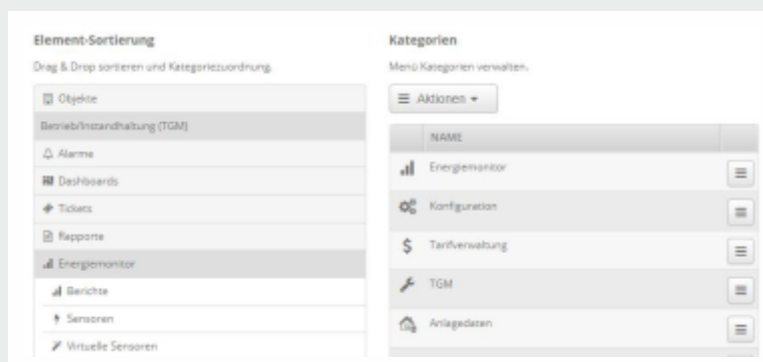 Element-Sortierung
Drag & Drop sortieren und Kategoriezuordnung.
Objekte
Betrieb/Instandhaltung (TGM)
Alarme
Dashboards
Tickets
Rapporte
Energiemonitor
Berichte
Sensoren
Virtuelle Sensoren
Kategorien
Menü Kategorien verwalten.
Aktionen
NAME
Energiemonitor
Konfiguration
Tarifverwaltung
TGM
Anlagedaten